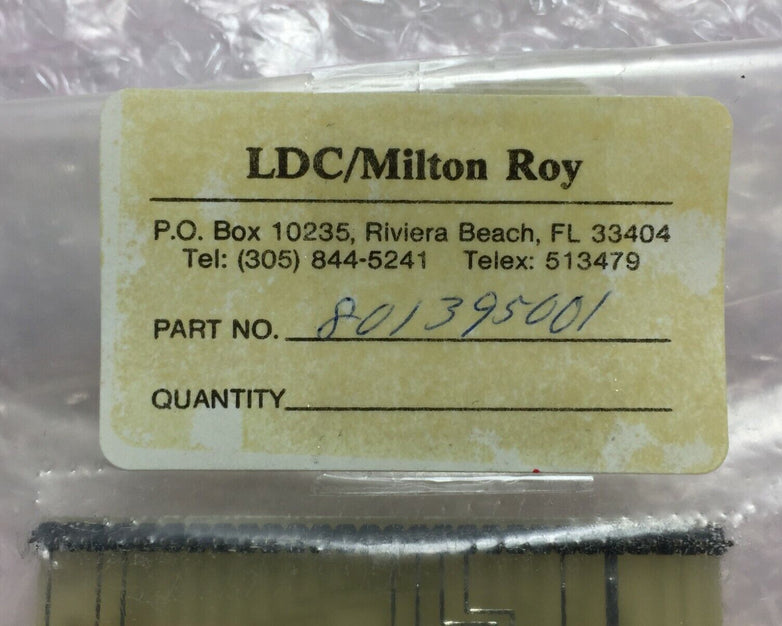 LDC/Milton Roy
P.O. Box 10235, Riviera Beach, FL 33404
Tel: (305) 844-5241 Telex: 513479
PART NO. 801395001
QUANTITY